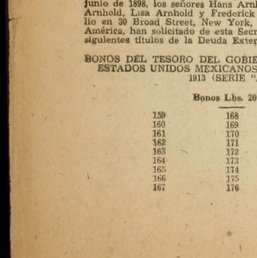 junio de 1898, los señores Hans Arnh
Arnhold, Lisa Arnhold y Frederick
llo en 30 Broad Street, New York,
América, han solicitado de esta Secr
siguientes títulos de la Deuda Exter
BONOS DEL TESORO DEL GOBIE
ESTADOS UNIDOS MEXICANOS
1913 (SERIE "
Bonos Lbs. 20
159 168
160 169
161 170
162 171
163 172
164 173
165 174
166 175
167 176